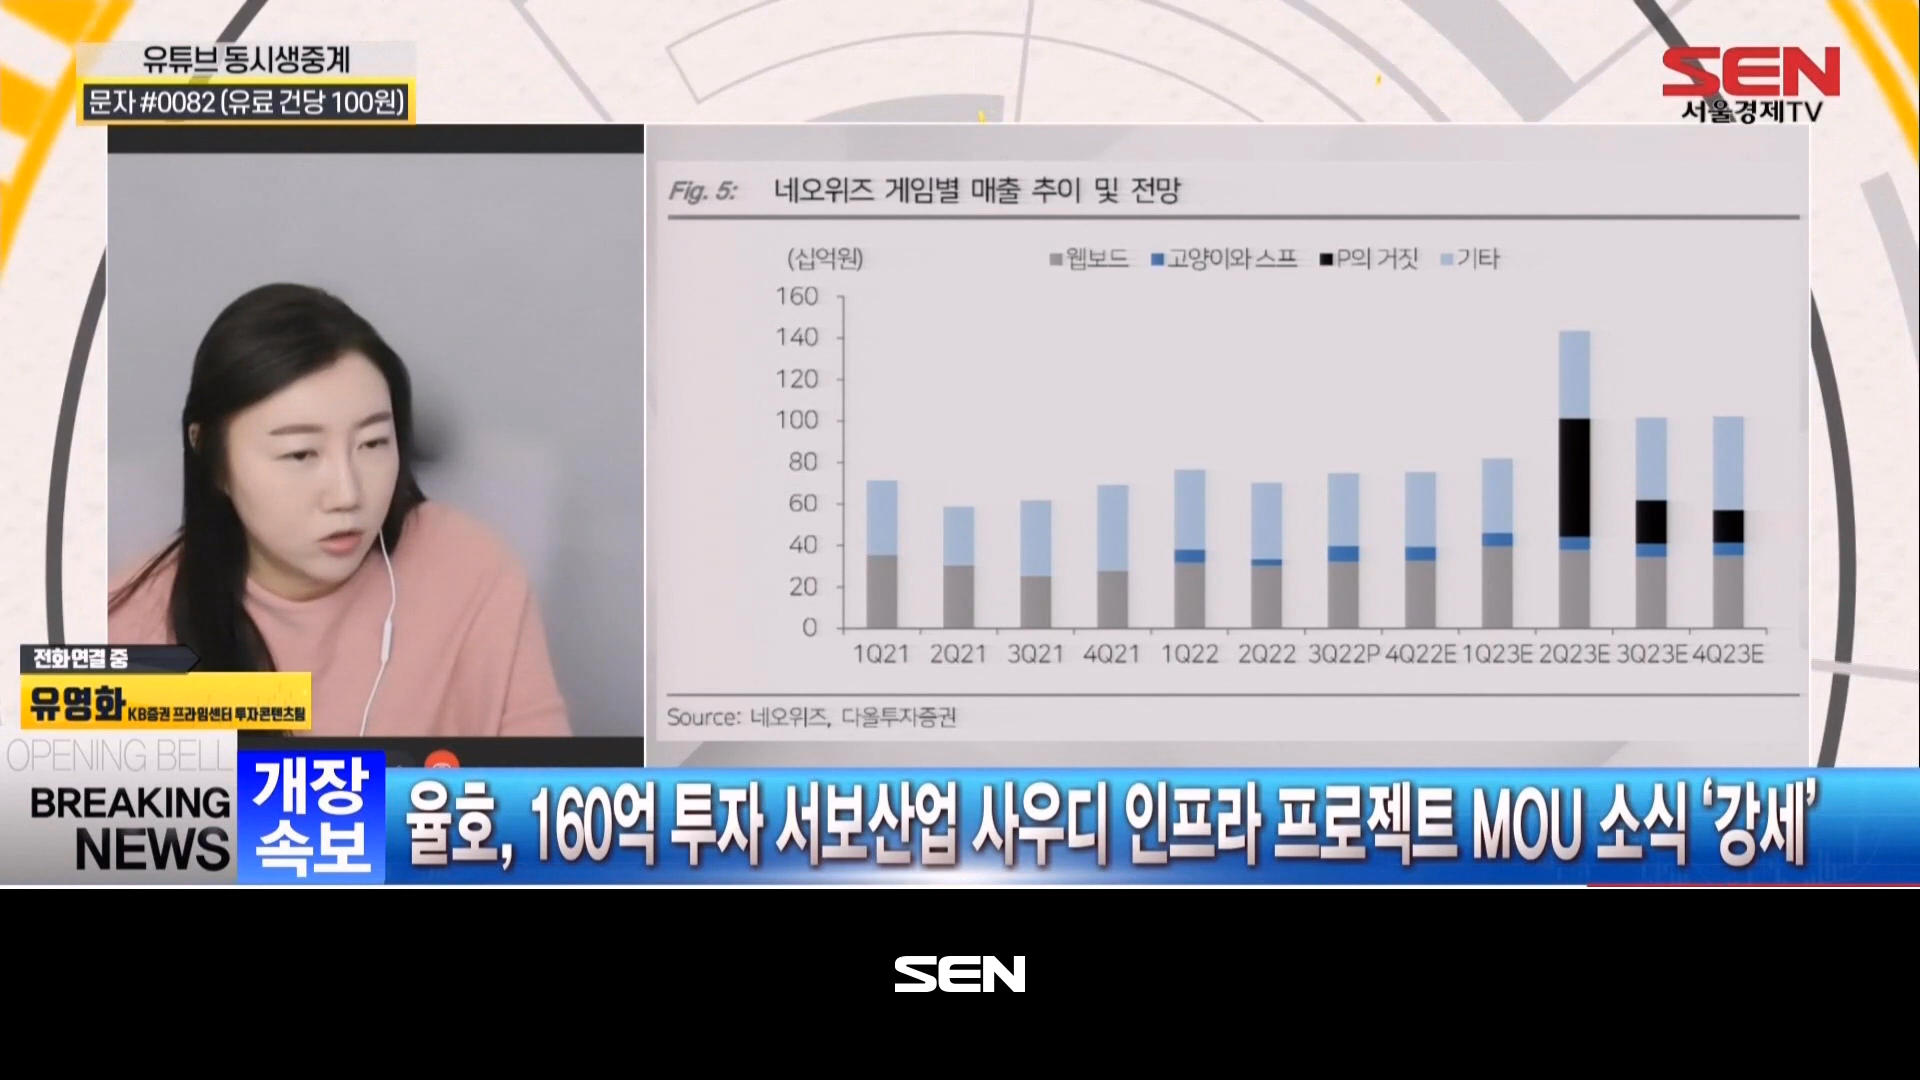 유튜브 동시생중계
문자 #0082 (유료 건당 100원)
SEN
서울경제TV
Fig. 5: 네오위즈 게임별 매출 추이 및 전망
(십억원)
웹보드 고양이와 스프 P의 거짓 기타
160
140
120
100
80
60
40
20
0
1Q21 2Q21 3Q21 4Q21 1Q22 2Q22 3Q22P 4Q22E 1Q23E 2Q23E 3Q23E 4Q23E
Source: 네오위즈, 다올투자증권
전화연결 중
유영화 KB증권 프라임센터 투자콘텐츠팀
OPENING BELL
BREAKING
NEWS
개장
속보
율호, 160억 투자 서보산업 사우디 인프라 프로젝트 MOU 소식 ‘강세’
SEN